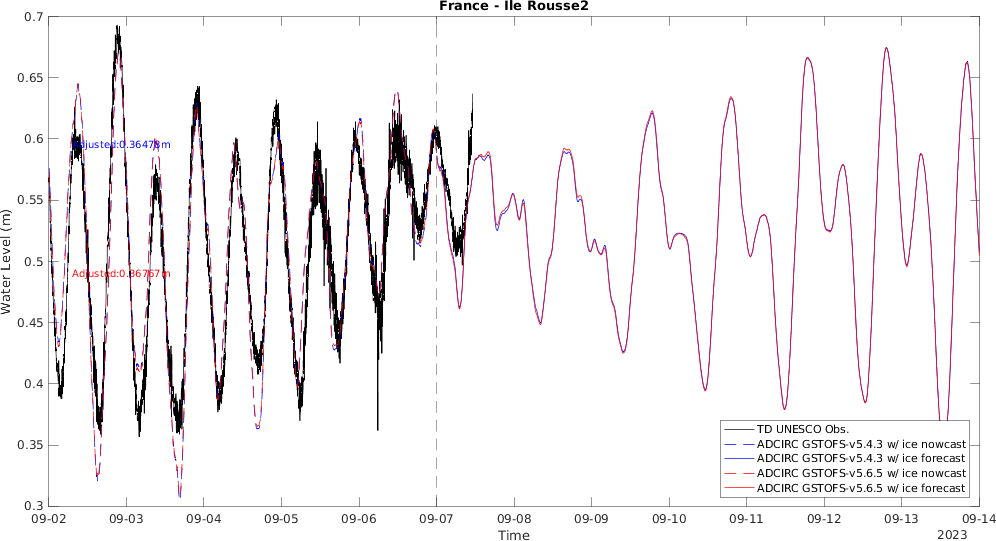 France - Ile Rousse2
0.7
0.65
0.6
0.55
0.5
0.45
0.4
0.35
0.3
Water Level (m)
Adjusted:0.36473m
Adjusted:0.36767m
09-02 09-03 09-04 09-05 09-06 09-07 09-08 09-09 09-10 09-11 09-12 09-13 09-14
Time
2023
TD UNESCO Obs.
ADCIRC GSTOFS-v5.4.3 w/ ice nowcast
ADCIRC GSTOFS-v5.4.3 w/ ice forecast
ADCIRC GSTOFS-v5.6.5 w/ ice nowcast
ADCIRC GSTOFS-v5.6.5 w/ ice forecast